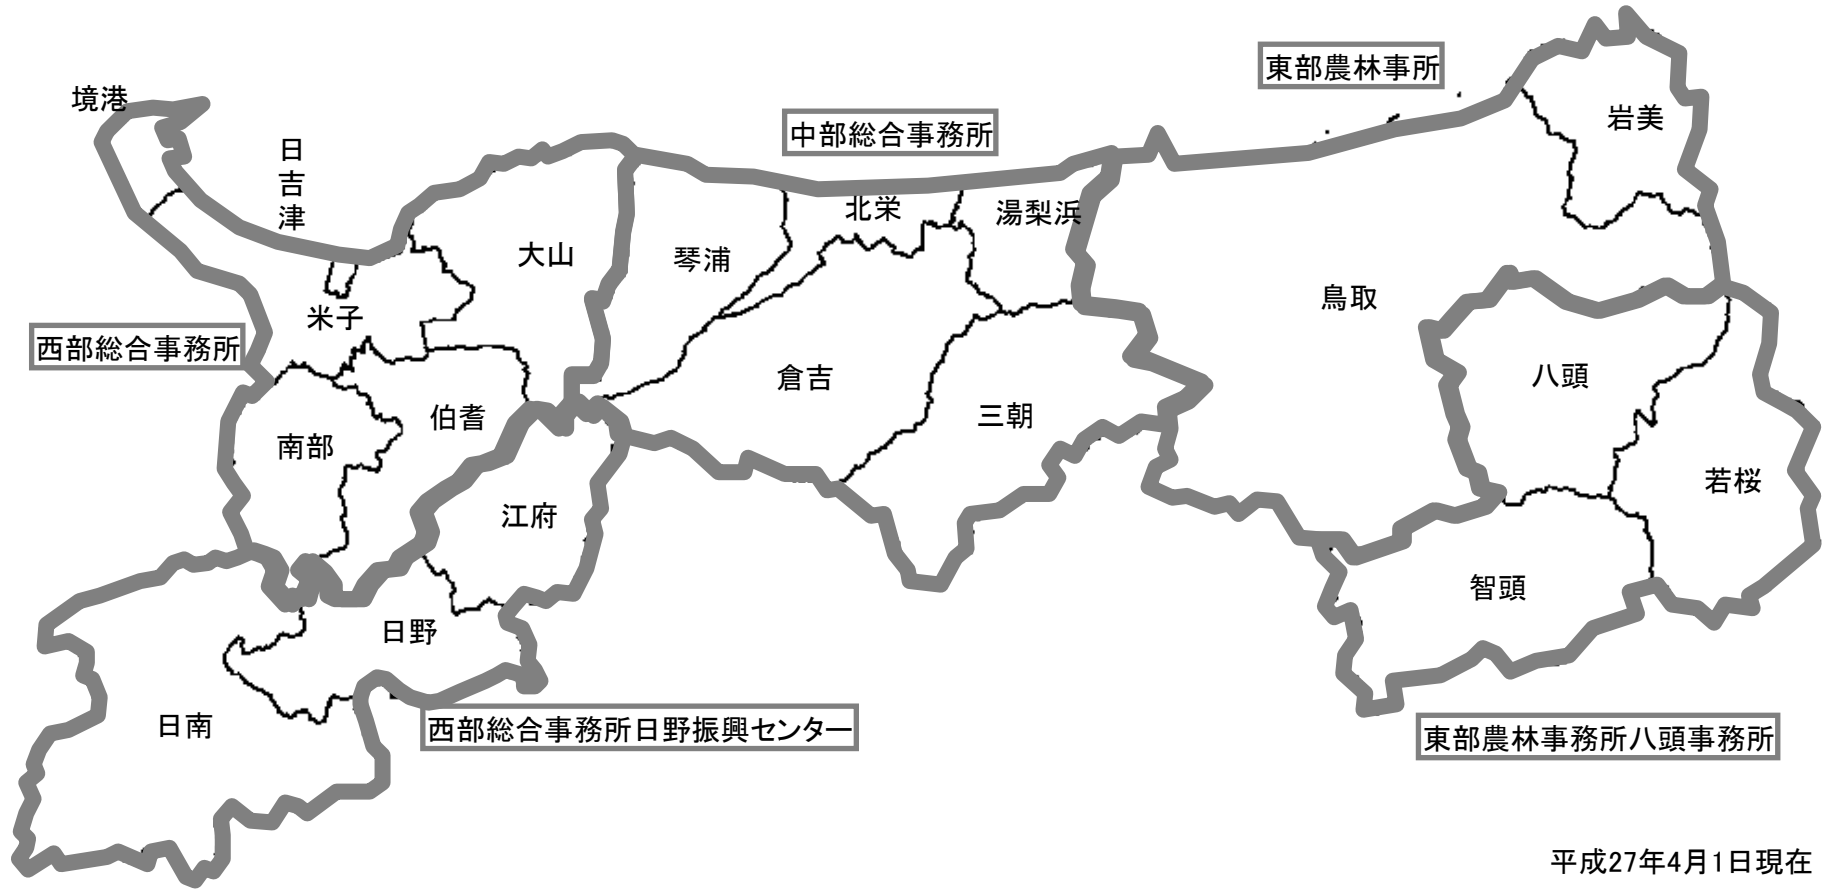 東部農林事所
境港
中部総合事務所
岩美
日吉津
北栄
湯梨浜
大山
琴浦
鳥取
米子
西部総合事務所
倉吉
八頭
伯耆
三朝
南部
若桜
江府
智頭
日野
日南
西部総合事務所日野振興センター
東部農林事務所八頭事務所
平成27年4月1日現在